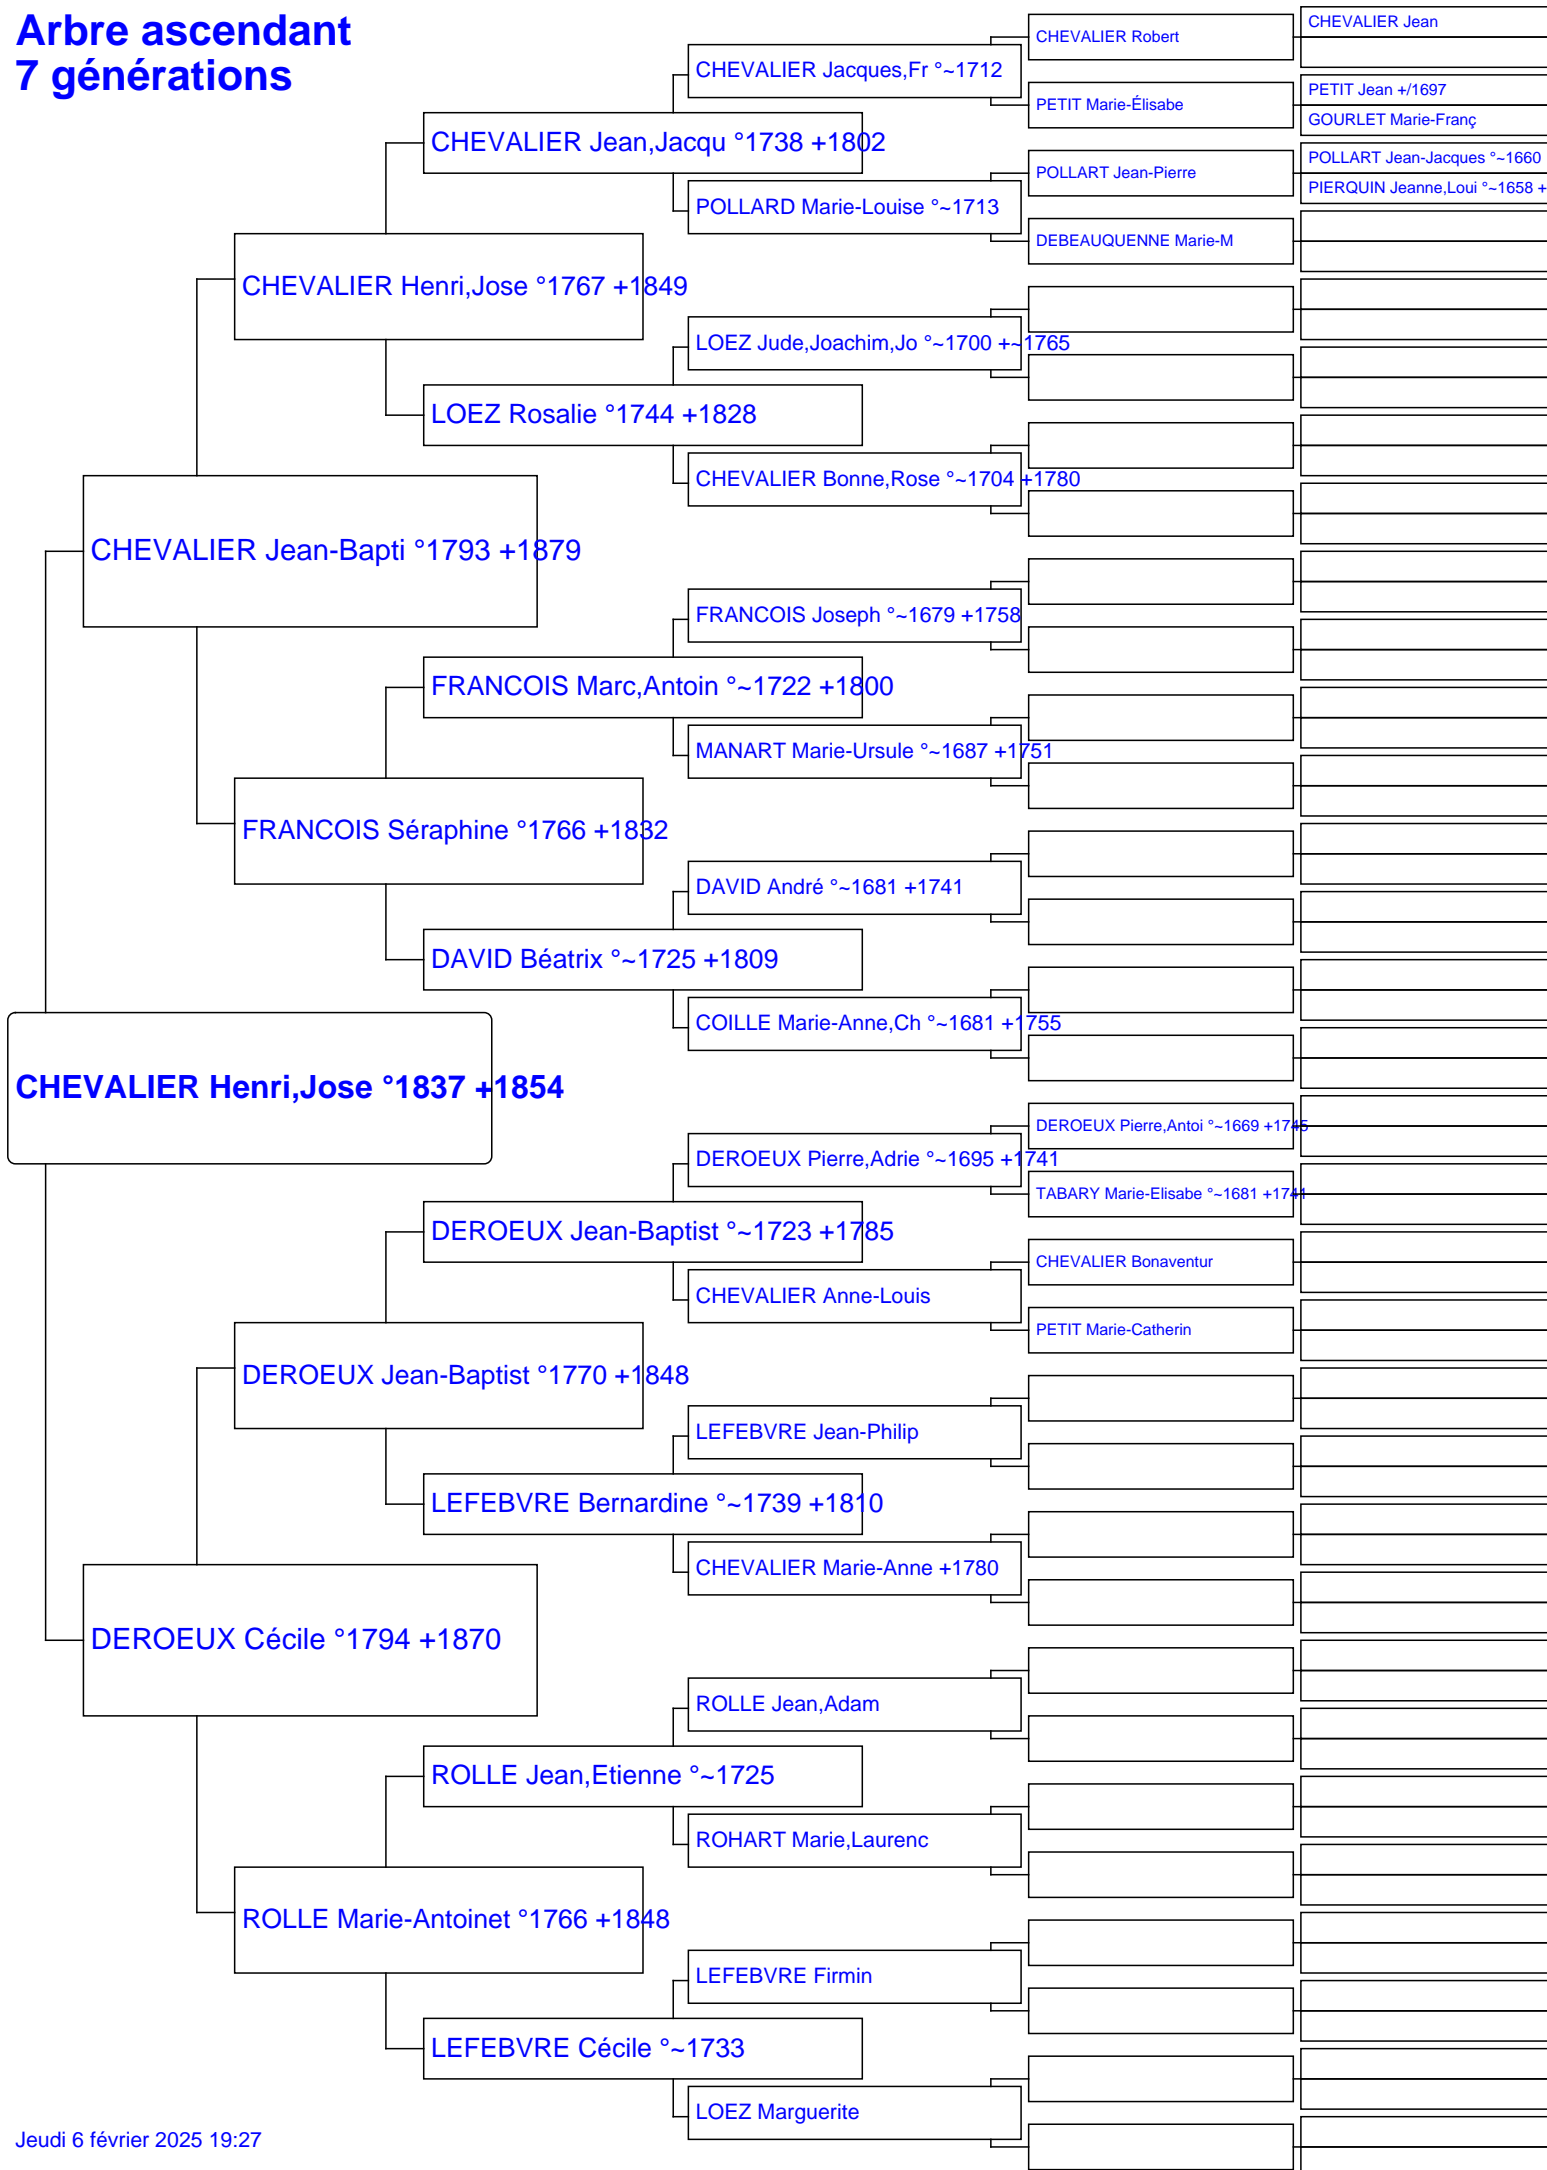 Arbre ascendant
7 générations
CHEVALIER Jean
CHEVALIER Robert
CHEVALIER Jacques,Fr °~1712
PETIT Jean +/1697
PETIT Marie-Élisabe
GOURLET Marie-Franç
CHEVALIER Jean,Jacqu °1738 +1802
POLLART Jean-Jacques °~1660
POLLART Jean-Pierre
PIERQUIN Jeanne,Loui °~1658 +
POLLARD Marie-Louise °~1713
DEBEAUQUENNE Marie-M
CHEVALIER Henri,Jose °1767 +1849
LOEZ Jude,Joachim,Jo °~1700 +~1765
LOEZ Rosalie °1744 +1828
CHEVALIER Bonne,Rose °~1704 +1780
CHEVALIER Jean-Bapti °1793 +1879
FRANCOIS Joseph °~1679 +1758
FRANCOIS Marc,Antoin °~1722 +1800
MANART Marie-Ursule °~1687 +1751
FRANCOIS Séraphine °1766 +1832
DAVID André °~1681 +1741
DAVID Béatrix °~1725 +1809
COILLE Marie-Anne,Ch °~1681 +1755
CHEVALIER Henri,Jose °1837 +1854
DEROEUX Pierre,Antoi °~1669 +1745
DEROEUX Pierre,Adrie °~1695 +1741
TABARY Marie-Elisabe °~1681 +1741
DEROEUX Jean-Baptist °~1723 +1785
CHEVALIER Bonaventur
CHEVALIER Anne-Louis
PETIT Marie-Catherin
DEROEUX Jean-Baptist °1770 +1848
LEFEBVRE Jean-Philip
LEFEBVRE Bernardine °~1739 +1810
CHEVALIER Marie-Anne +1780
DEROEUX Cécile °1794 +1870
ROLLE Jean,Adam
ROLLE Jean,Etienne °~1725
ROHART Marie,Laurenc
ROLLE Marie-Antoinet °1766 +1848
LEFEBVRE Firmin
LEFEBVRE Cécile °~1733
LOEZ Marguerite
Jeudi 6 février 2025 19:27